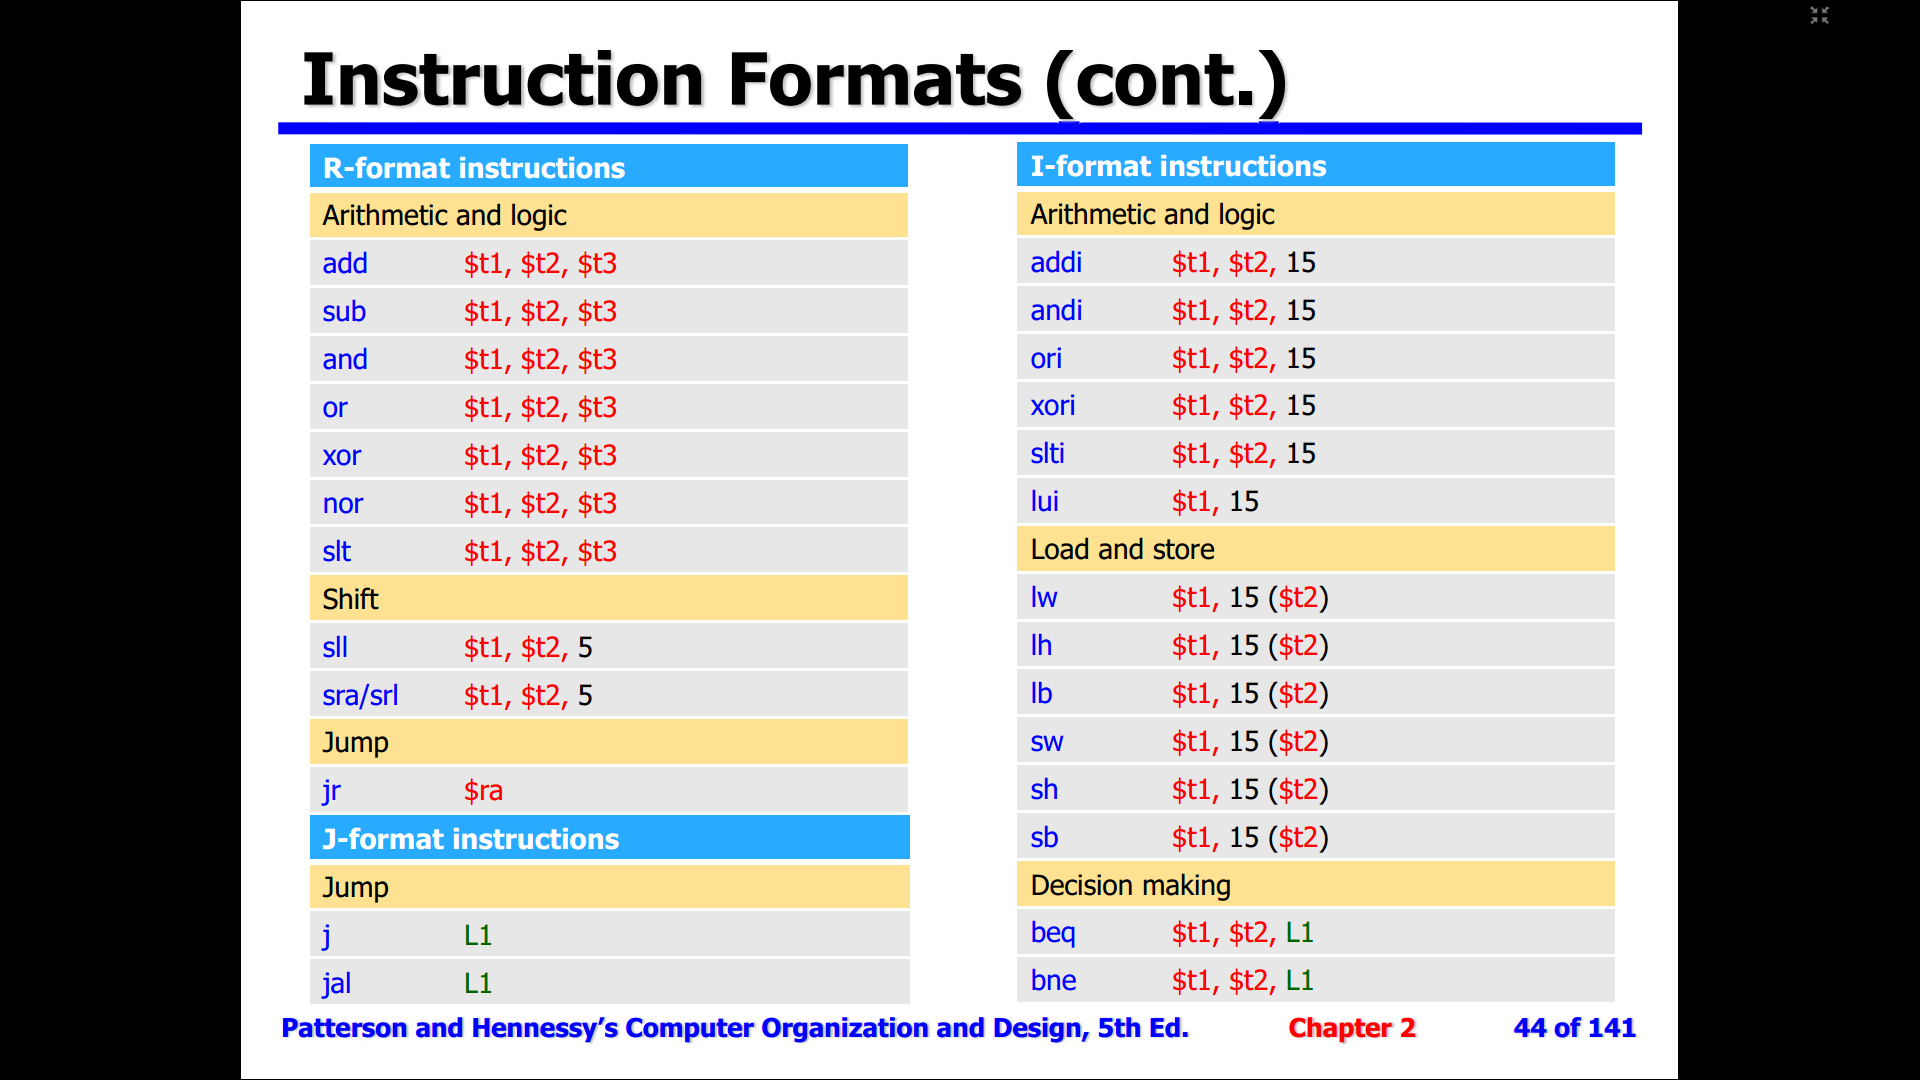 Instruction Formats (cont.)
R-format instructions
Arithmetic and logic
add $t1, $t2, $t3
sub $t1, $t2, $t3
and $t1, $t2, $t3
or $t1, $t2, $t3
xor $t1, $t2, $t3
nor $t1, $t2, $t3
slt $t1, $t2, $t3
Shift
sll $t1, $t2, 5
sra/srl $t1, $t2, 5
Jump
jr $ra
J-format instructions
Jump
j L1
jal L1
I-format instructions
Arithmetic and logic
addi $t1, $t2, 15
andi $t1, $t2, 15
ori $t1, $t2, 15
xori $t1, $t2, 15
slti $t1, $t2, 15
lui $t1, 15
Load and store
lw $t1, 15 ($t2)
lh $t1, 15 ($t2)
lb $t1, 15 ($t2)
sw $t1, 15 ($t2)
sh $t1, 15 ($t2)
sb $t1, 15 ($t2)
Decision making
beq $t1, $t2, L1
bne $t1, $t2, L1
Patterson and Hennessy’s Computer Organization and Design, 5th Ed. Chapter 2 44 of 141